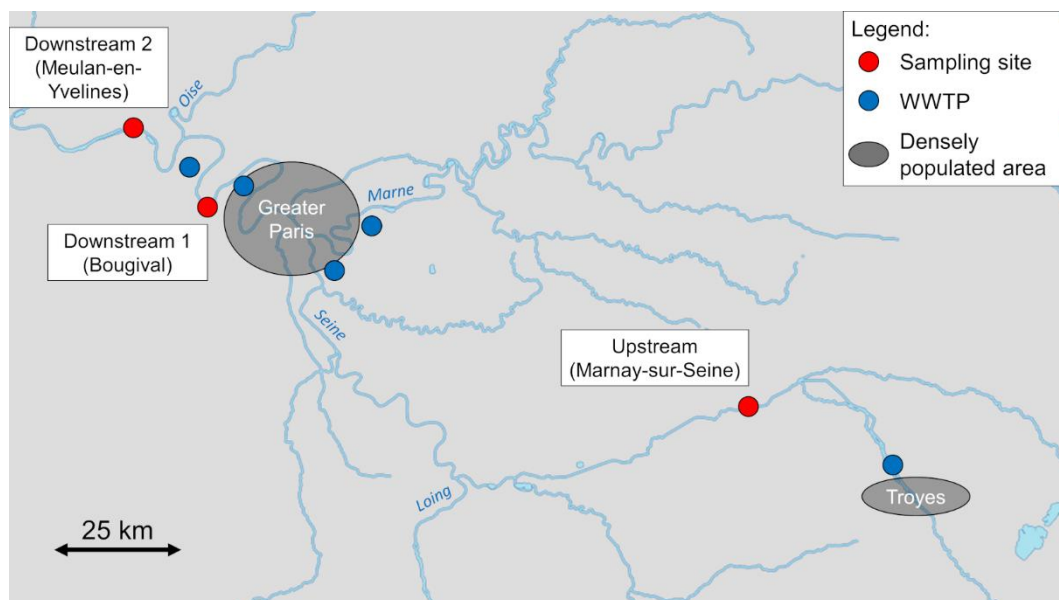 Downstream 2
(Meulan-en-
Yvelines)
Oise
Legend:
Sampling site
WWTP
Densely
populated area
Marne
Greater
Paris
Downstream 1
(Bougival)
Seine
Upstream
(Marnay-sur-Seine)
Loing
Troyes
25 km